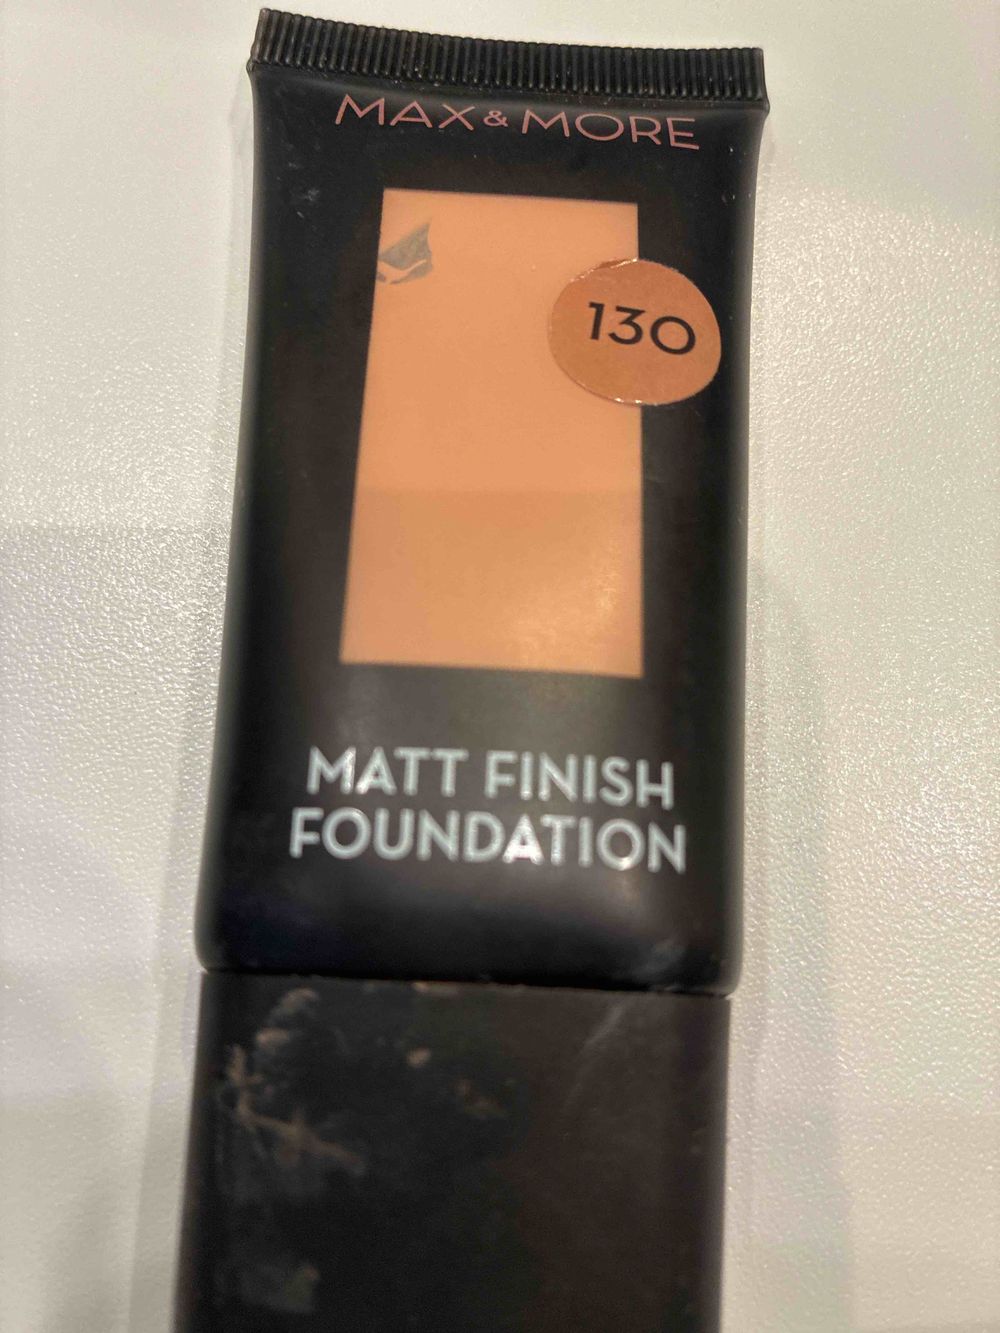 MAX & MORE
130
MATT FINISH
FOUNDATION